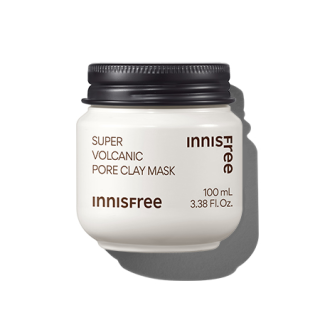 SUPER
VOLCANIC
PORE CLAY MASK
INNISFree
INNISFree
100 mL
3.38 Fl. Oz.